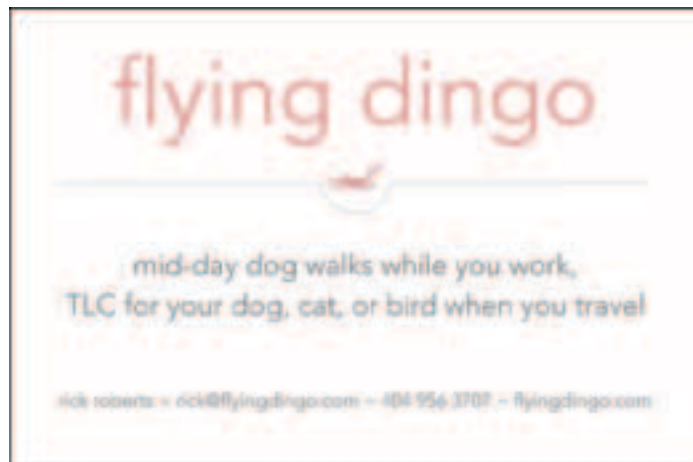 flying dingo
mid-day dog walks while you work,
TLC for your dog, cat, or bird when you travel
rick roberts ~ rick@flyingdingo.com ~ 404 956 3707 ~ flyingdingo.com